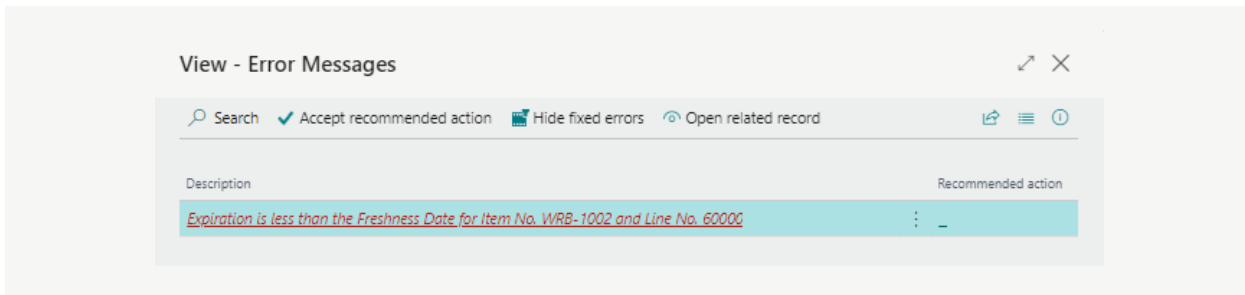 View - Error Messages
Search Accept recommended action Hide fixed errors Open related record
Description Recommended action
Expiration is less than the Freshness Date for Item No. WRB-1002 and Line No. 60000 _